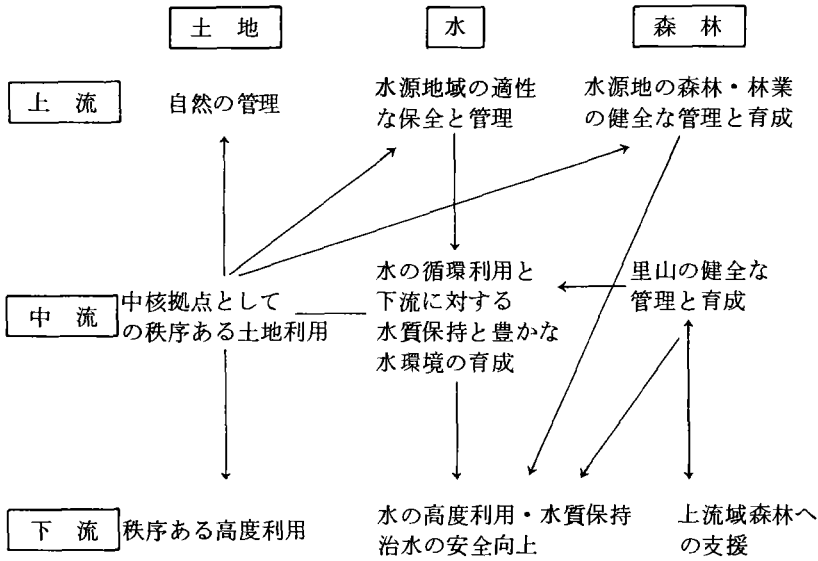 土地
水
森林
上流
自然の管理
水源地域の適性
な保全と管理
水源地の森林・林業
の健全な管理と育成
中流
中核拠点として
の秩序ある土地利用
水の循環利用と
下流に対する
水質保持と豊かな
水環境の育成
里山の健全な
管理と育成
下流
秩序ある高度利用
水の高度利用・水質保持
治水の安全向上
上流域森林へ
の支援